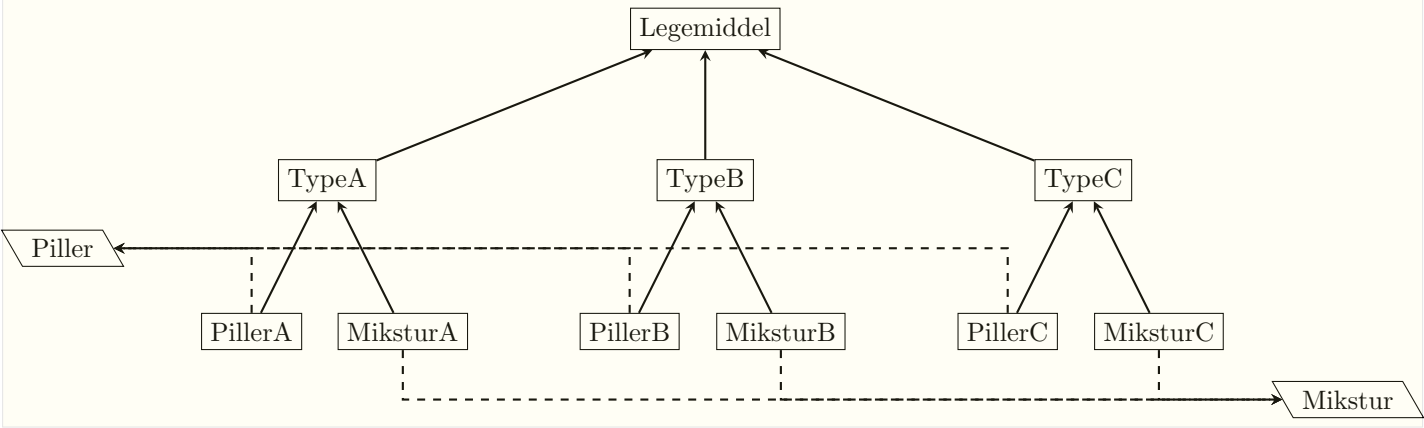 Legemiddel
TypeA TypeB TypeC
Piller
PillerA MiksturA PillerB MiksturB PillerC MiksturC
Mikstur